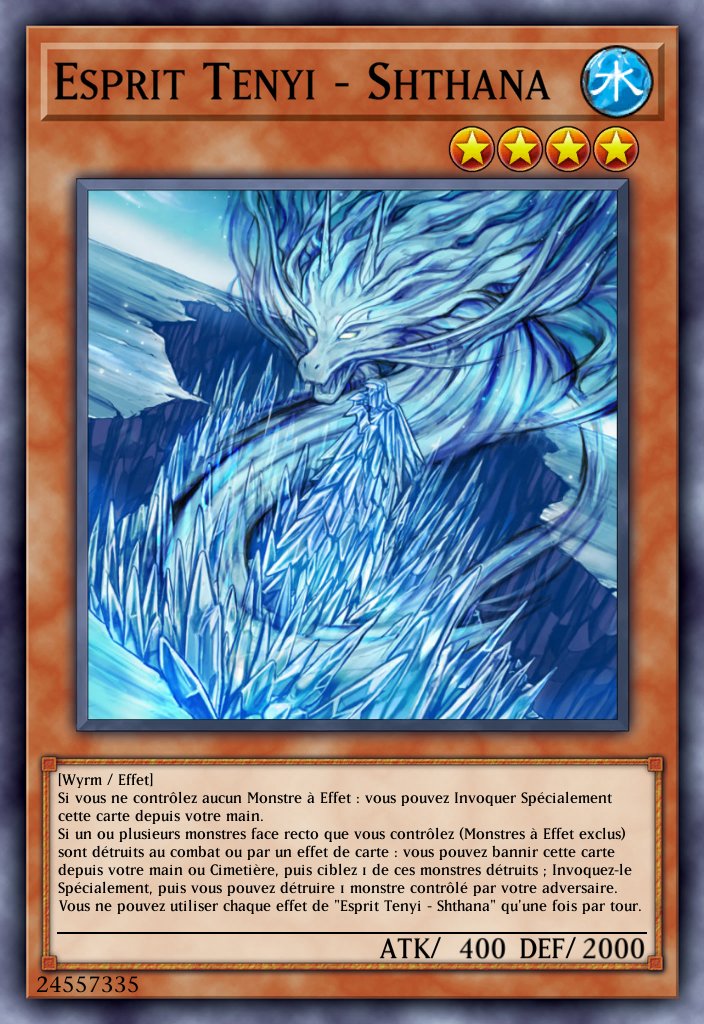 Esprit Tenyi - Shthana
水
[Wyrm / Effet]
Si vous ne contrôlez aucun Monstre à Effet : vous pouvez Invoquer Spécialement
cette carte depuis votre main.
Si un ou plusieurs monstres face recto que vous contrôlez (Monstres à Effet exclus)
sont détruits au combat ou par un effet de carte : vous pouvez bannir cette carte
depuis votre main ou Cimetière, puis ciblez 1 de ces monstres détruits ; Invoquez-le
Spécialement, puis vous pouvez détruire 1 monstre contrôlé par votre adversaire.
Vous ne pouvez utiliser chaque effet de "Esprit Tenyi - Shthana" qu'une fois par tour.
ATK/ 400 DEF/ 2000
24557335